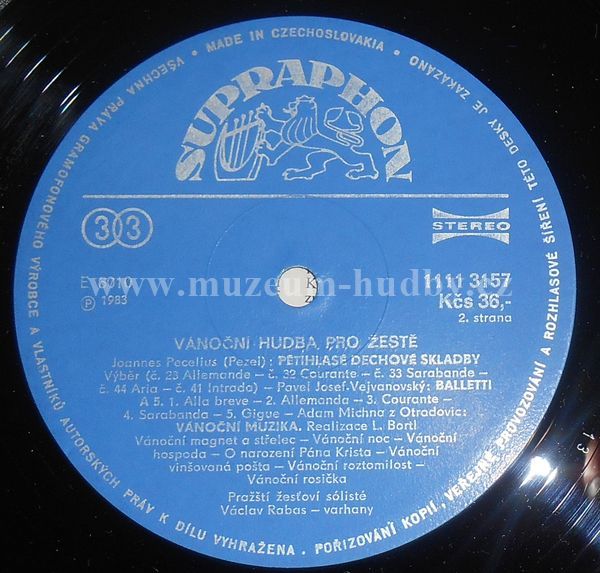 VŠECHNA PRÁVA GRAMOFONOVÉHO VÝROBCE A VLASTNÍKŮ AUTORSKÝCH PRÁV K DÍLU VYHRAŽENA. POŘIZOVÁNÍ KOPIÍ, VEŘEJNÉ PROVOZOVÁNÍ A ROZHLASOVÉ ŠÍŘENÍ TÉTO DESKY JE ZAKÁZÁNO
• MADE IN CZECHOSLOVAKIA •
SUPRAPHON
33
STEREO
8010
1111 3157
℗ 1983
Kčs 36,-
2. strana
www.muzeum-hudby.cz
VÁNOČNÍ HUDBA PRO ŽESTĚ
Joannes Pecelius (Pezel) : PĚTIHLASÉ DECHOVÉ SKLADBY
Výběr (č. 23 Allemande – č. 32 Courante – č. 33 Sarabande –
č. 44 Aria – č. 41 Intrada) – Pavel Josef Vejvanovský: BALLETTI
A 5. 1. Alla breve – 2. Allemanda – 3. Courante –
4. Sarabanda – 5. Gigue – Adam Michna z Otradovic:
VÁNOČNÍ MUZIKA. Realizace L. Bortl
Vánoční magnet a střelec – Vánoční noc – Vánoční
hospoda – O narození Pána Krista – Vánoční
vinšovaná pošta – Vánoční roztomilost –
Vánoční rosička
Pražští žesťoví sólisté
Václav Rabas – varhany